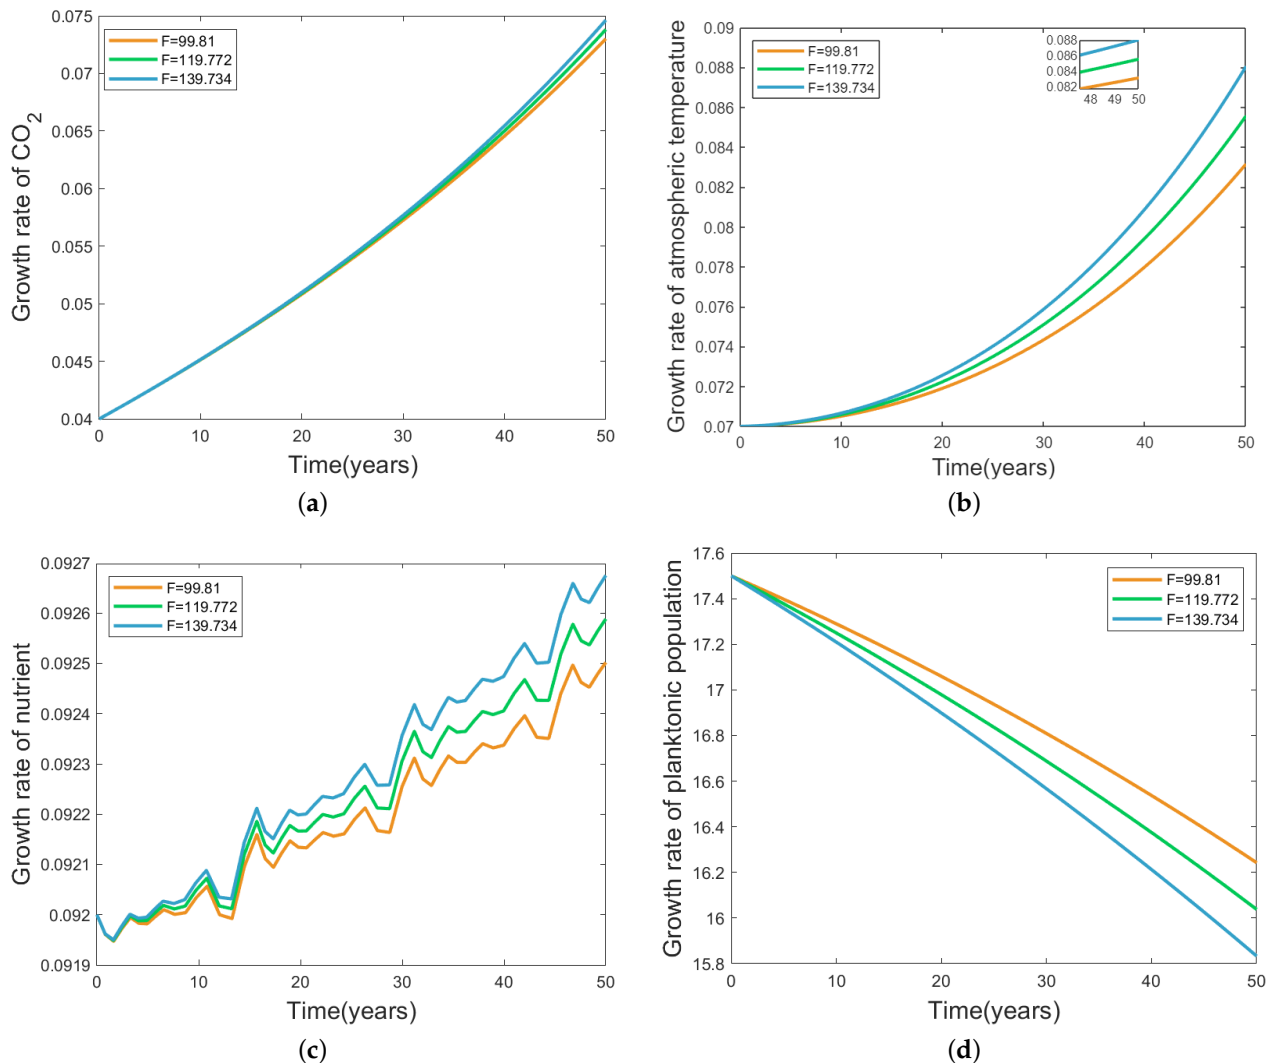 0.075
0.07
0.065
0.06
0.055
0.05
0.045
0.04
Growth rate of CO2
F=99.81
F=119.772
F=139.734
0 10 20 30 40 50
Time(years)
(a)
0.09
0.088
0.086
0.084
0.082
0.08
0.078
0.076
0.074
0.072
0.07
Growth rate of atmospheric temperature
F=99.81
F=119.772
F=139.734
0.088
0.086
0.084
0.082
48 49 50
0 10 20 30 40 50
Time(years)
(b)
0.0927
0.0926
0.0925
0.0924
0.0923
0.0922
0.0921
0.092
0.0919
Growth rate of nutrient
F=99.81
F=119.772
F=139.734
0 10 20 30 40 50
Time(years)
(c)
17.6
17.4
17.2
17
16.8
16.6
16.4
16.2
16
15.8
Growth rate of planktonic population
F=99.81
F=119.772
F=139.734
0 10 20 30 40 50
Time(years)
(d)